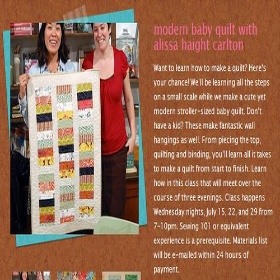 modern baby quilt with
alissa haight carlton
Want to learn how to make a quilt? Here's
your chance! We'll be learning all the steps
on a small scale while we make a cute yet
modern stroller-sized baby quilt. Don't
have a kid? These make fantastic wall
hangings as well. From piecing the top,
quilting and binding, you'll learn all it takes
to make a quilt from start to finish. Learn
how in this class that will meet over the
course of three evenings. Class happens
Wednesday nights, July 15, 22, and 29 from
7-10pm. Sewing 101 or equivalent
experience is a prerequisite. Materials list
will be e-mailed within 24 hours of
payment.